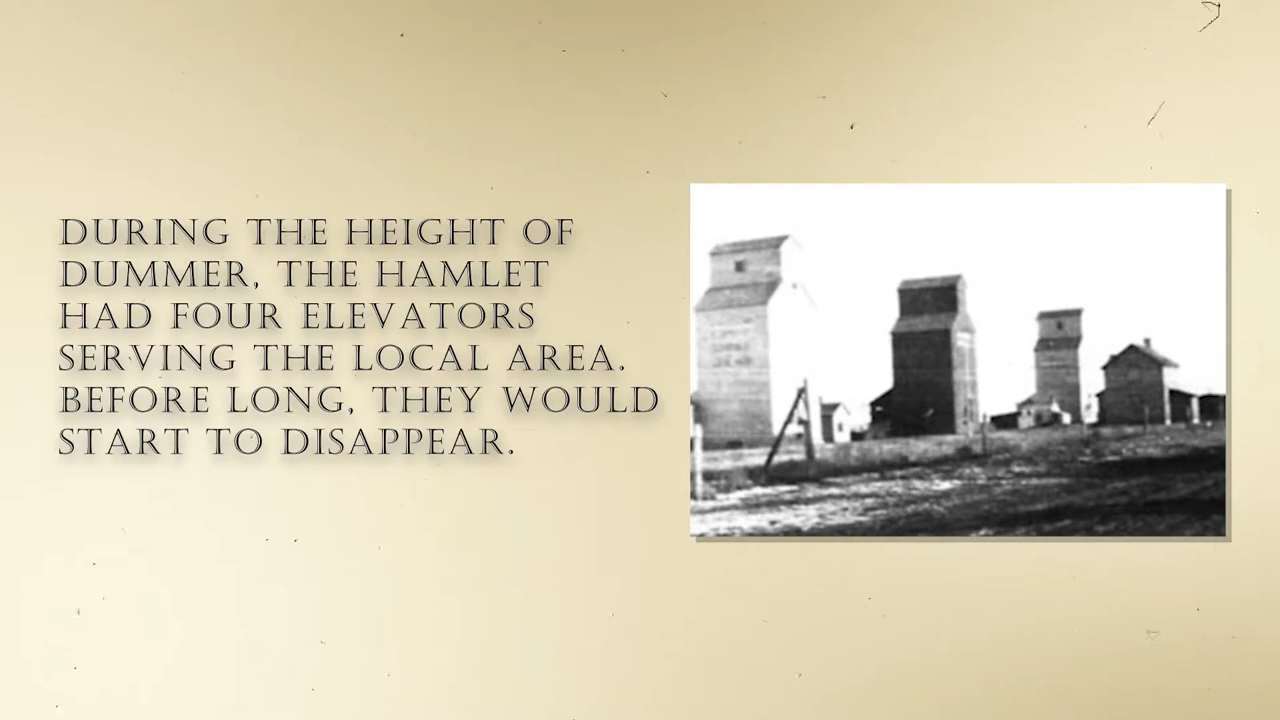 DURING THE HEIGHT OF
DUMMER, THE HAMLET
HAD FOUR ELEVATORS
SERVING THE LOCAL AREA.
BEFORE LONG, THEY WOULD
START TO DISAPPEAR.